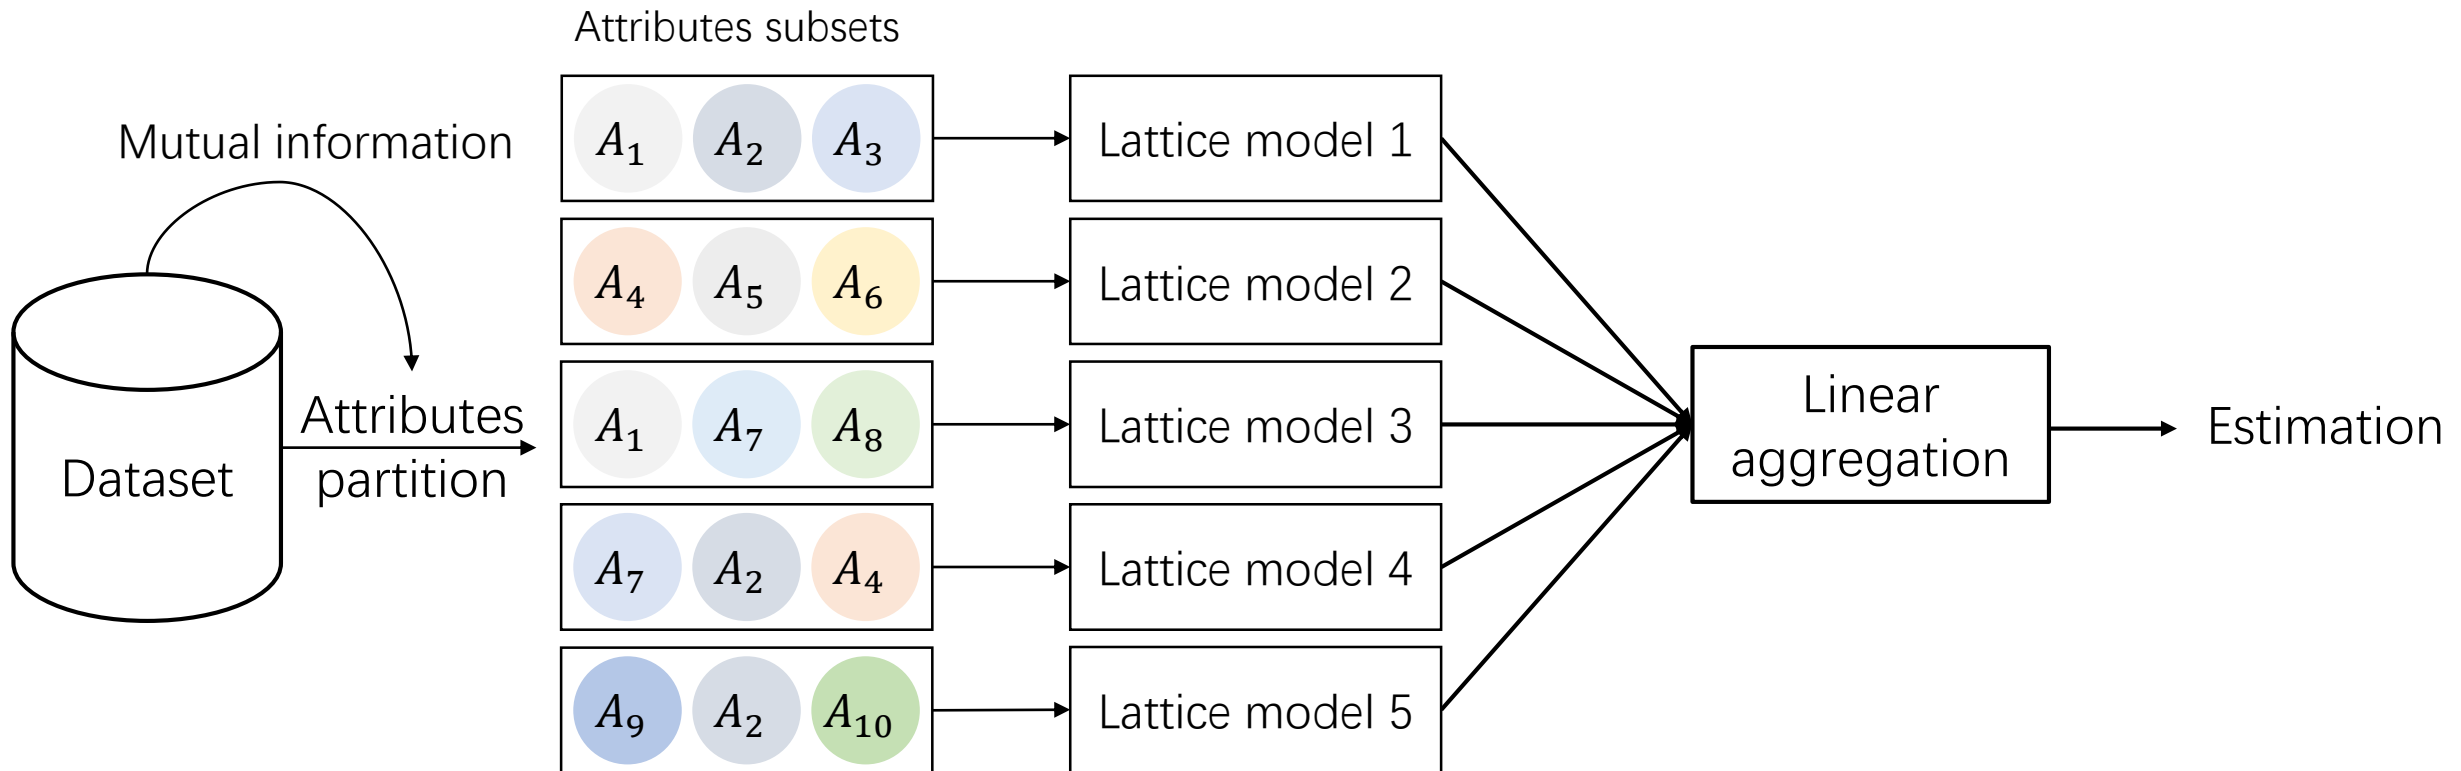 Attributes subsets
Mutual information
A₁ A₂ A₃
Lattice model 1
A₄ A₅ A₆
Lattice model 2
Attributes
partition
Dataset
A₁ A₇ A₈
Lattice model 3
A₇ A₂ A₄
Lattice model 4
A₉ A₂ A₁₀
Lattice model 5
Linear
aggregation
Estimation